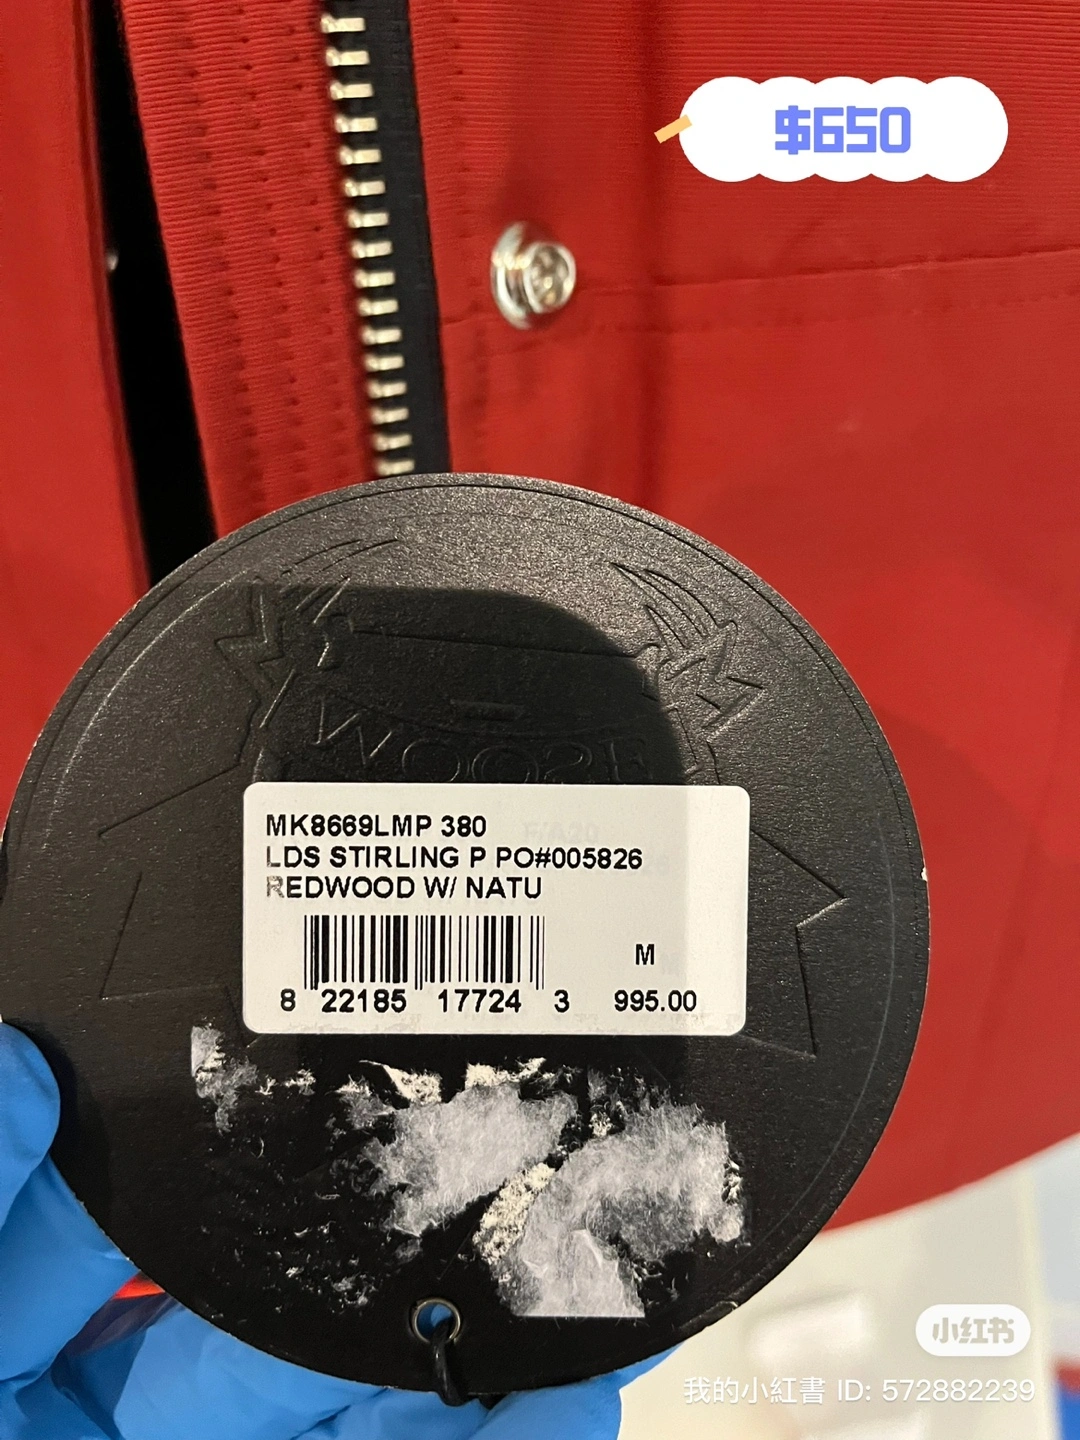 $650
WOOSE
MK8669LMP 380
LDS STIRLING P PO#005826
REDWOOD W/ NATU
M
8 22185 17724 3
995.00
小红书
我的小紅書 ID: 572882239